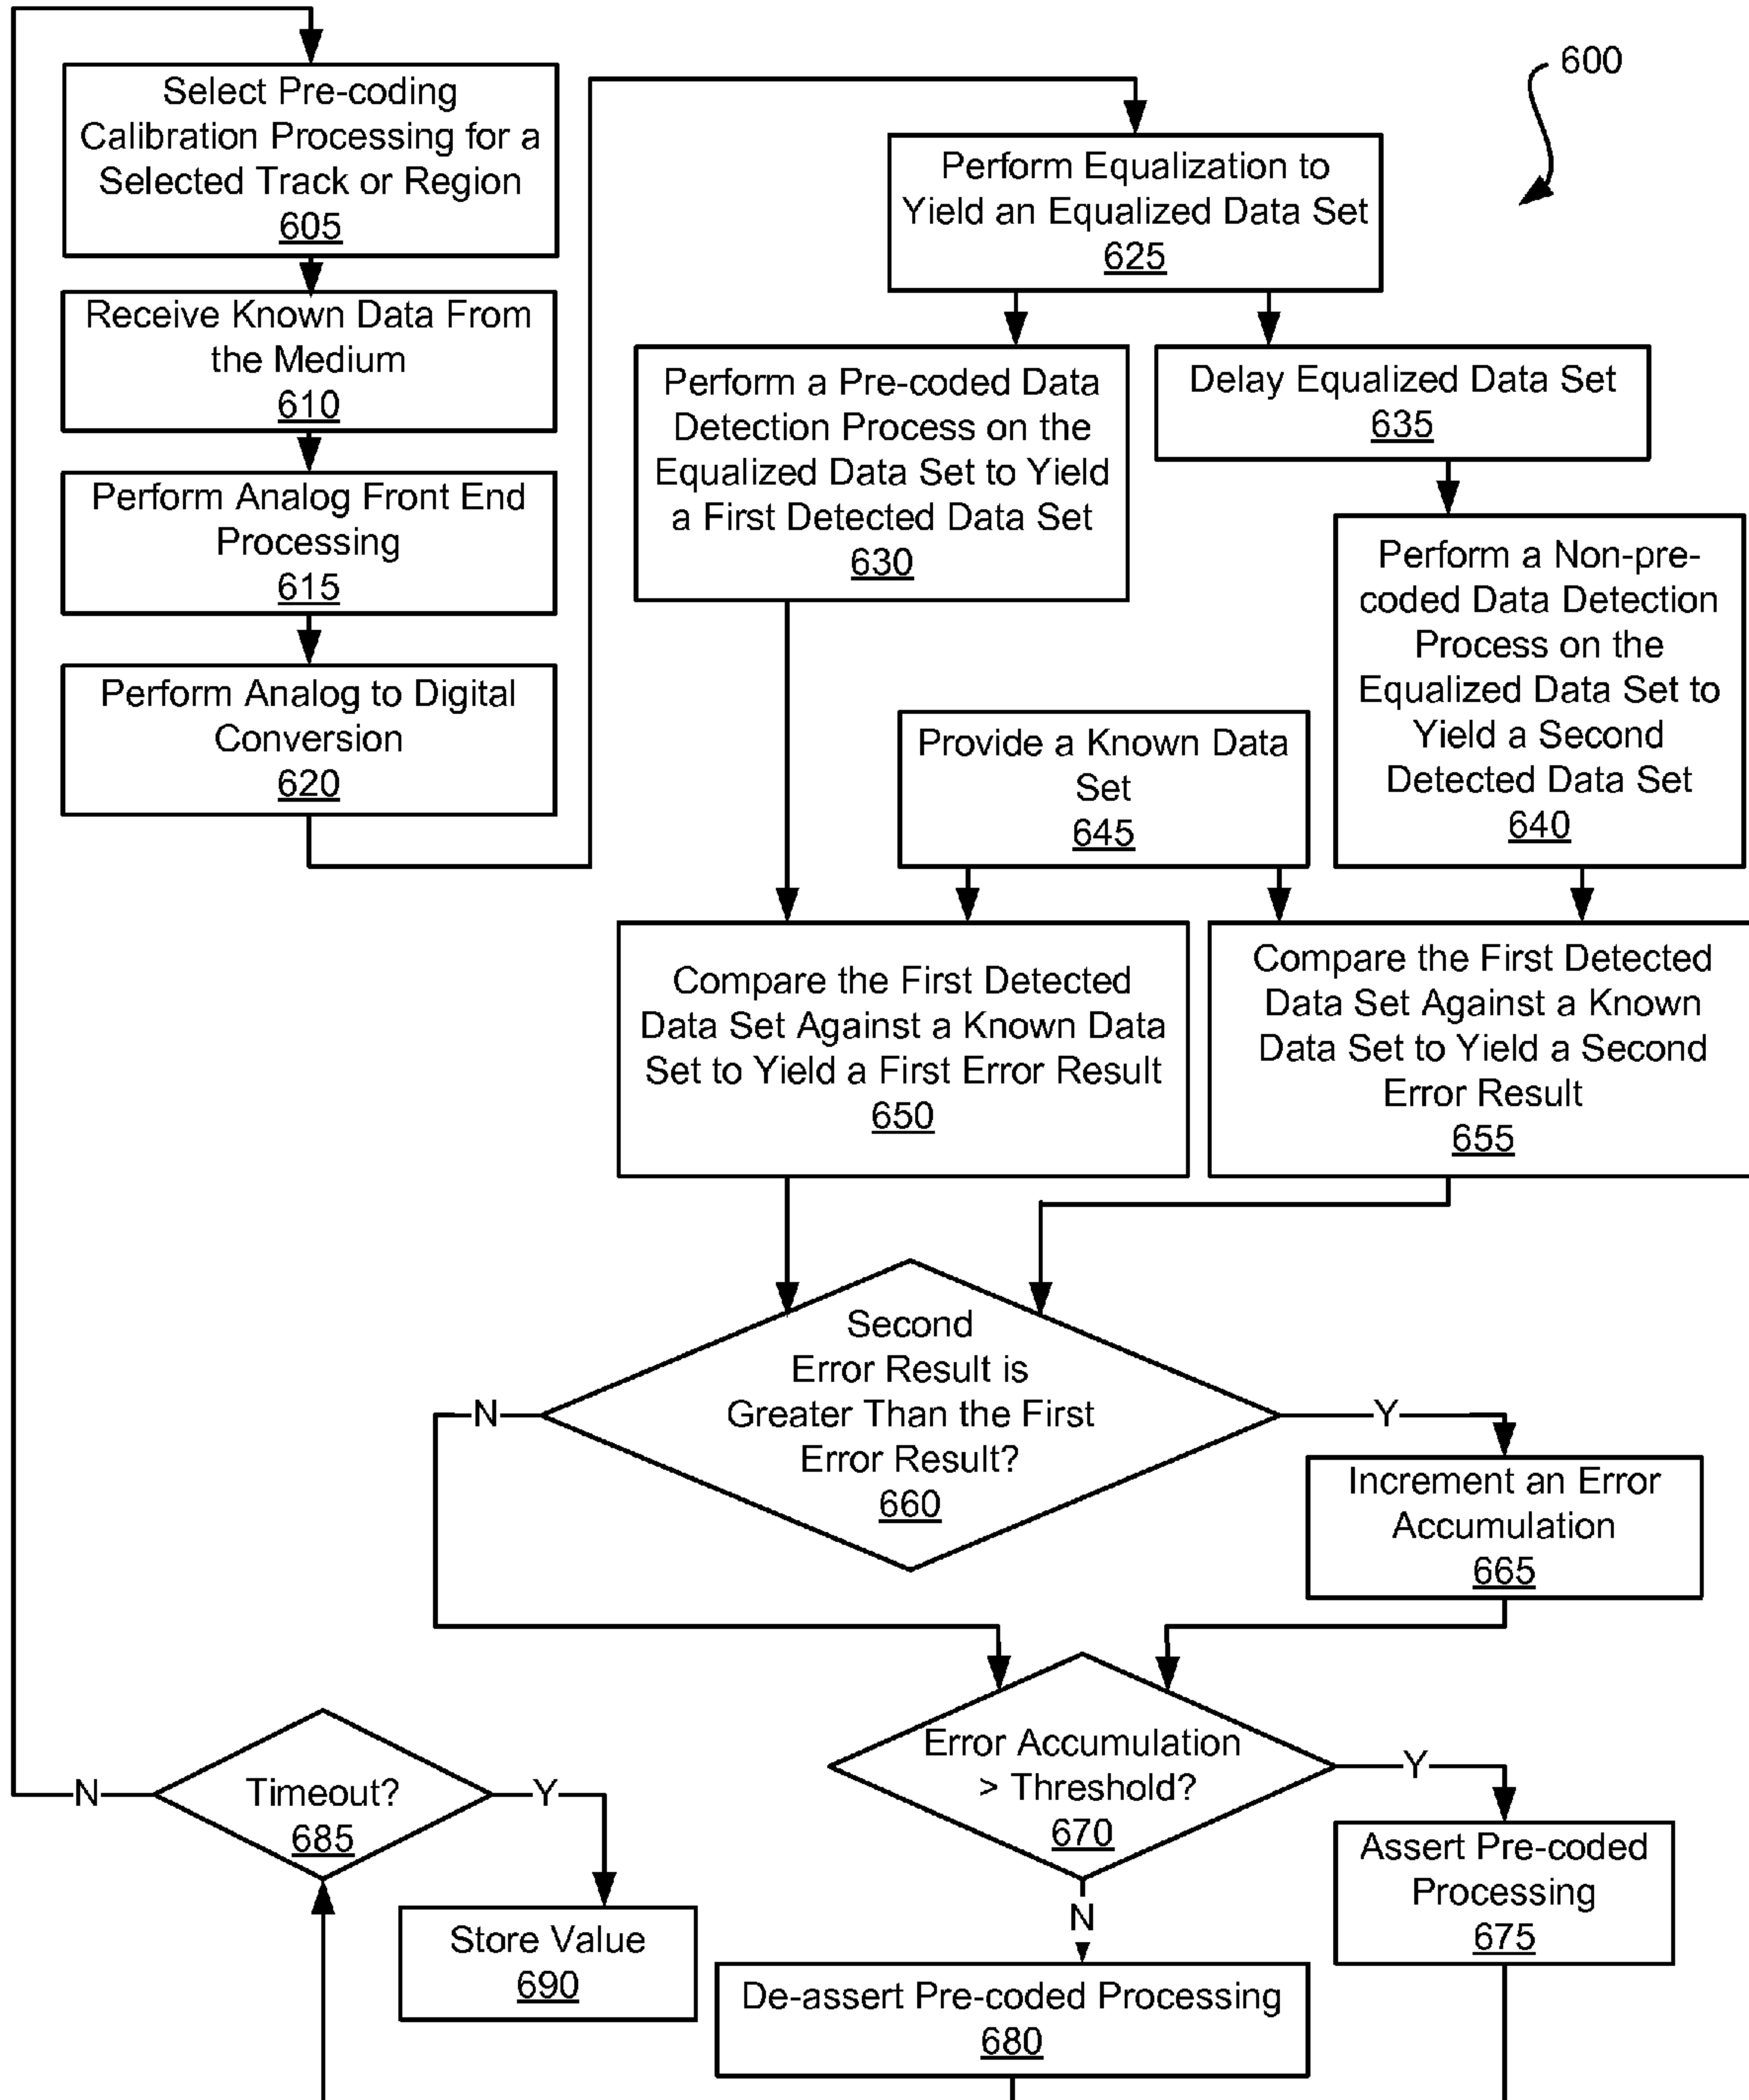 600
Select Pre-coding
Calibration Processing for a
Selected Track or Region
605
Receive Known Data From
the Medium
610
Perform Analog Front End
Processing
615
Perform Analog to Digital
Conversion
620
Perform Equalization to
Yield an Equalized Data Set
625
Perform a Pre-coded Data
Detection Process on the
Equalized Data Set to Yield
a First Detected Data Set
630
Delay Equalized Data Set
635
Perform a Non-pre-
coded Data Detection
Process on the
Equalized Data Set to
Yield a Second
Detected Data Set
640
Provide a Known Data
Set
645
Compare the First Detected
Data Set Against a Known Data
Set to Yield a First Error Result
650
Compare the First Detected
Data Set Against a Known
Data Set to Yield a Second
Error Result
655
Second
Error Result is
Greater Than the First
Error Result?
660
N
Y
Increment an Error
Accumulation
665
Error Accumulation
> Threshold?
670
Y
N
Assert Pre-coded
Processing
675
De-assert Pre-coded Processing
680
Timeout?
685
N
Y
Store Value
690